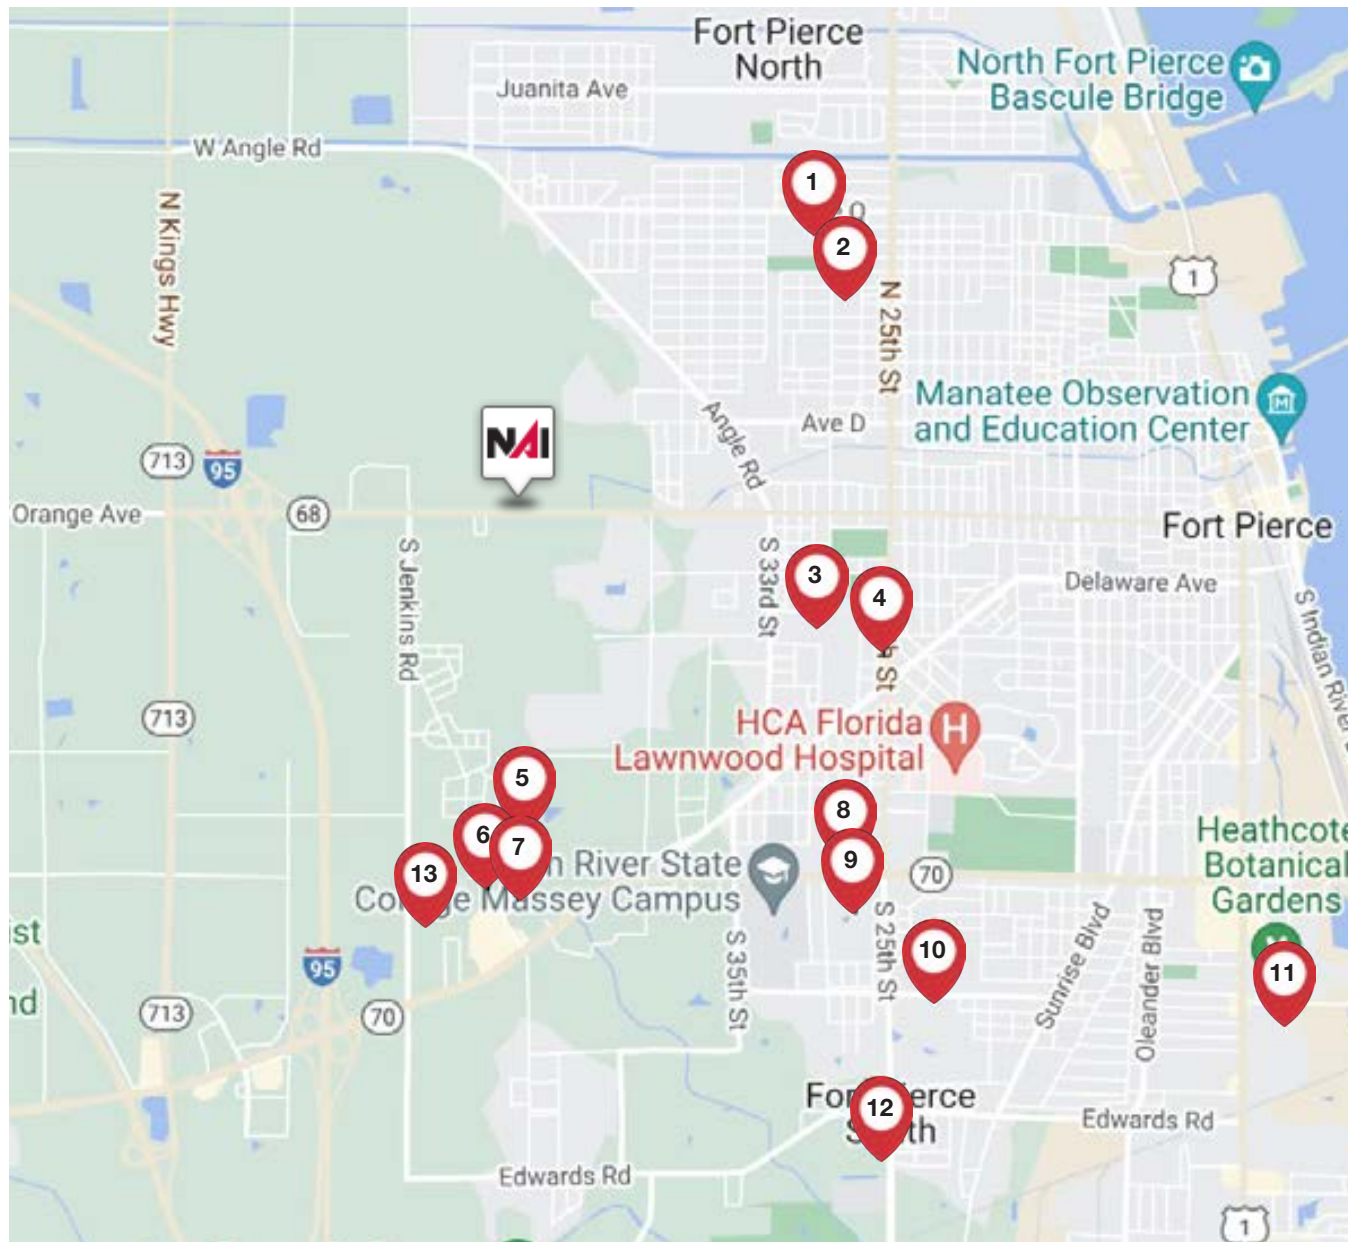 Fort Pierce
North
North Fort Pierce
Bascule Bridge
Juanita Ave
W Angle Rd
1
2
N Kings Hwy
1
N 25th St
Manatee Observation
and Education Center
Ave D
Angle Rd
NAI
713
95
Orange Ave
68
Fort Pierce
S Jenkins Rd
S 33rd St
3
4
Delaware Ave
S Indian River
St
713
HCA Florida
Lawnwood Hospital
H
5
6
7
8
9
13
River State
Massey Campus
70
Heathcote
Botanical
Gardens
S 35th St
S 25th St
10
Sunrise Blvd
Oleander Blvd
11
95
713
70
12
Edwards Rd
Edwards Rd
1